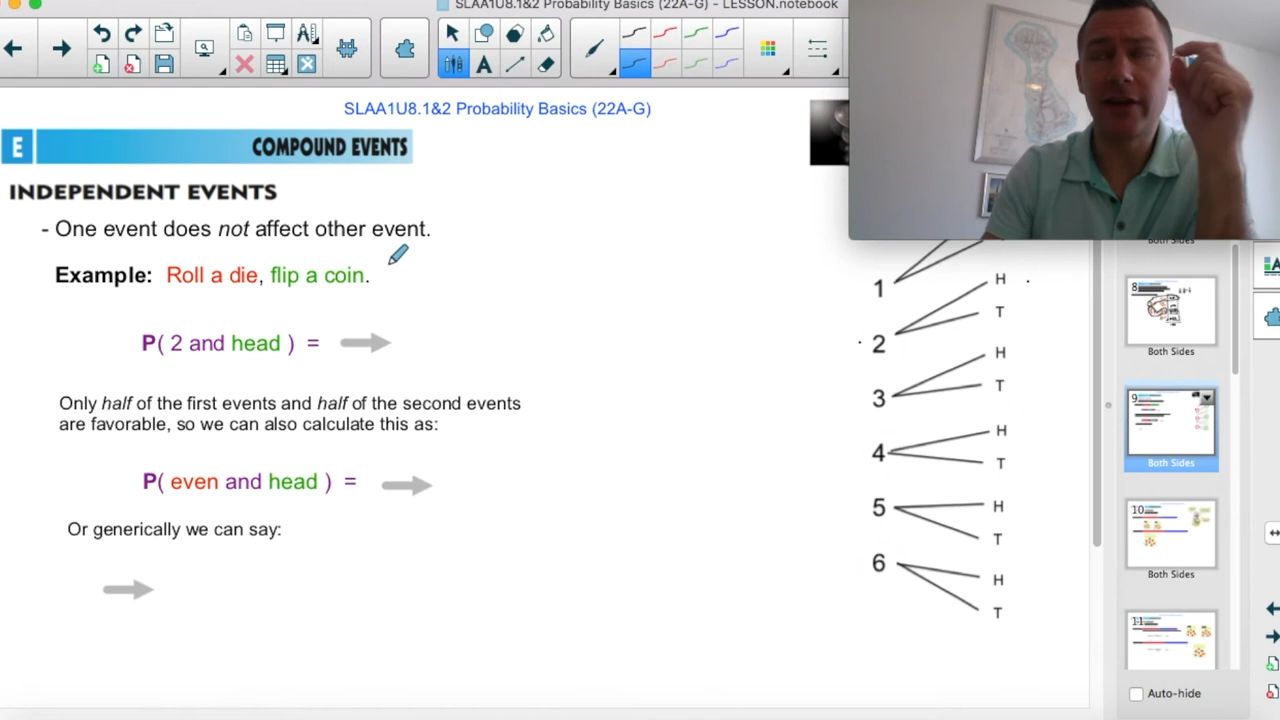 SLAA1U8.1&2 Probability Basics (22A-G) - LESSON.notebook
A
SLAA1U8.1&2 Probability Basics (22A-G)
E COMPOUND EVENTS
INDEPENDENT EVENTS
- One event does not affect other event.
Example: Roll a die, flip a coin.
P( 2 and head ) =
Only half of the first events and half of the second events
are favorable, so we can also calculate this as:
P( even and head ) =
Or generically we can say:
1
2
H
T
3
H
T
4
H
T
5
H
T
6
H
T
Both Sides
8
Both Sides
9
Both Sides
10
Both Sides
11
Auto-hide